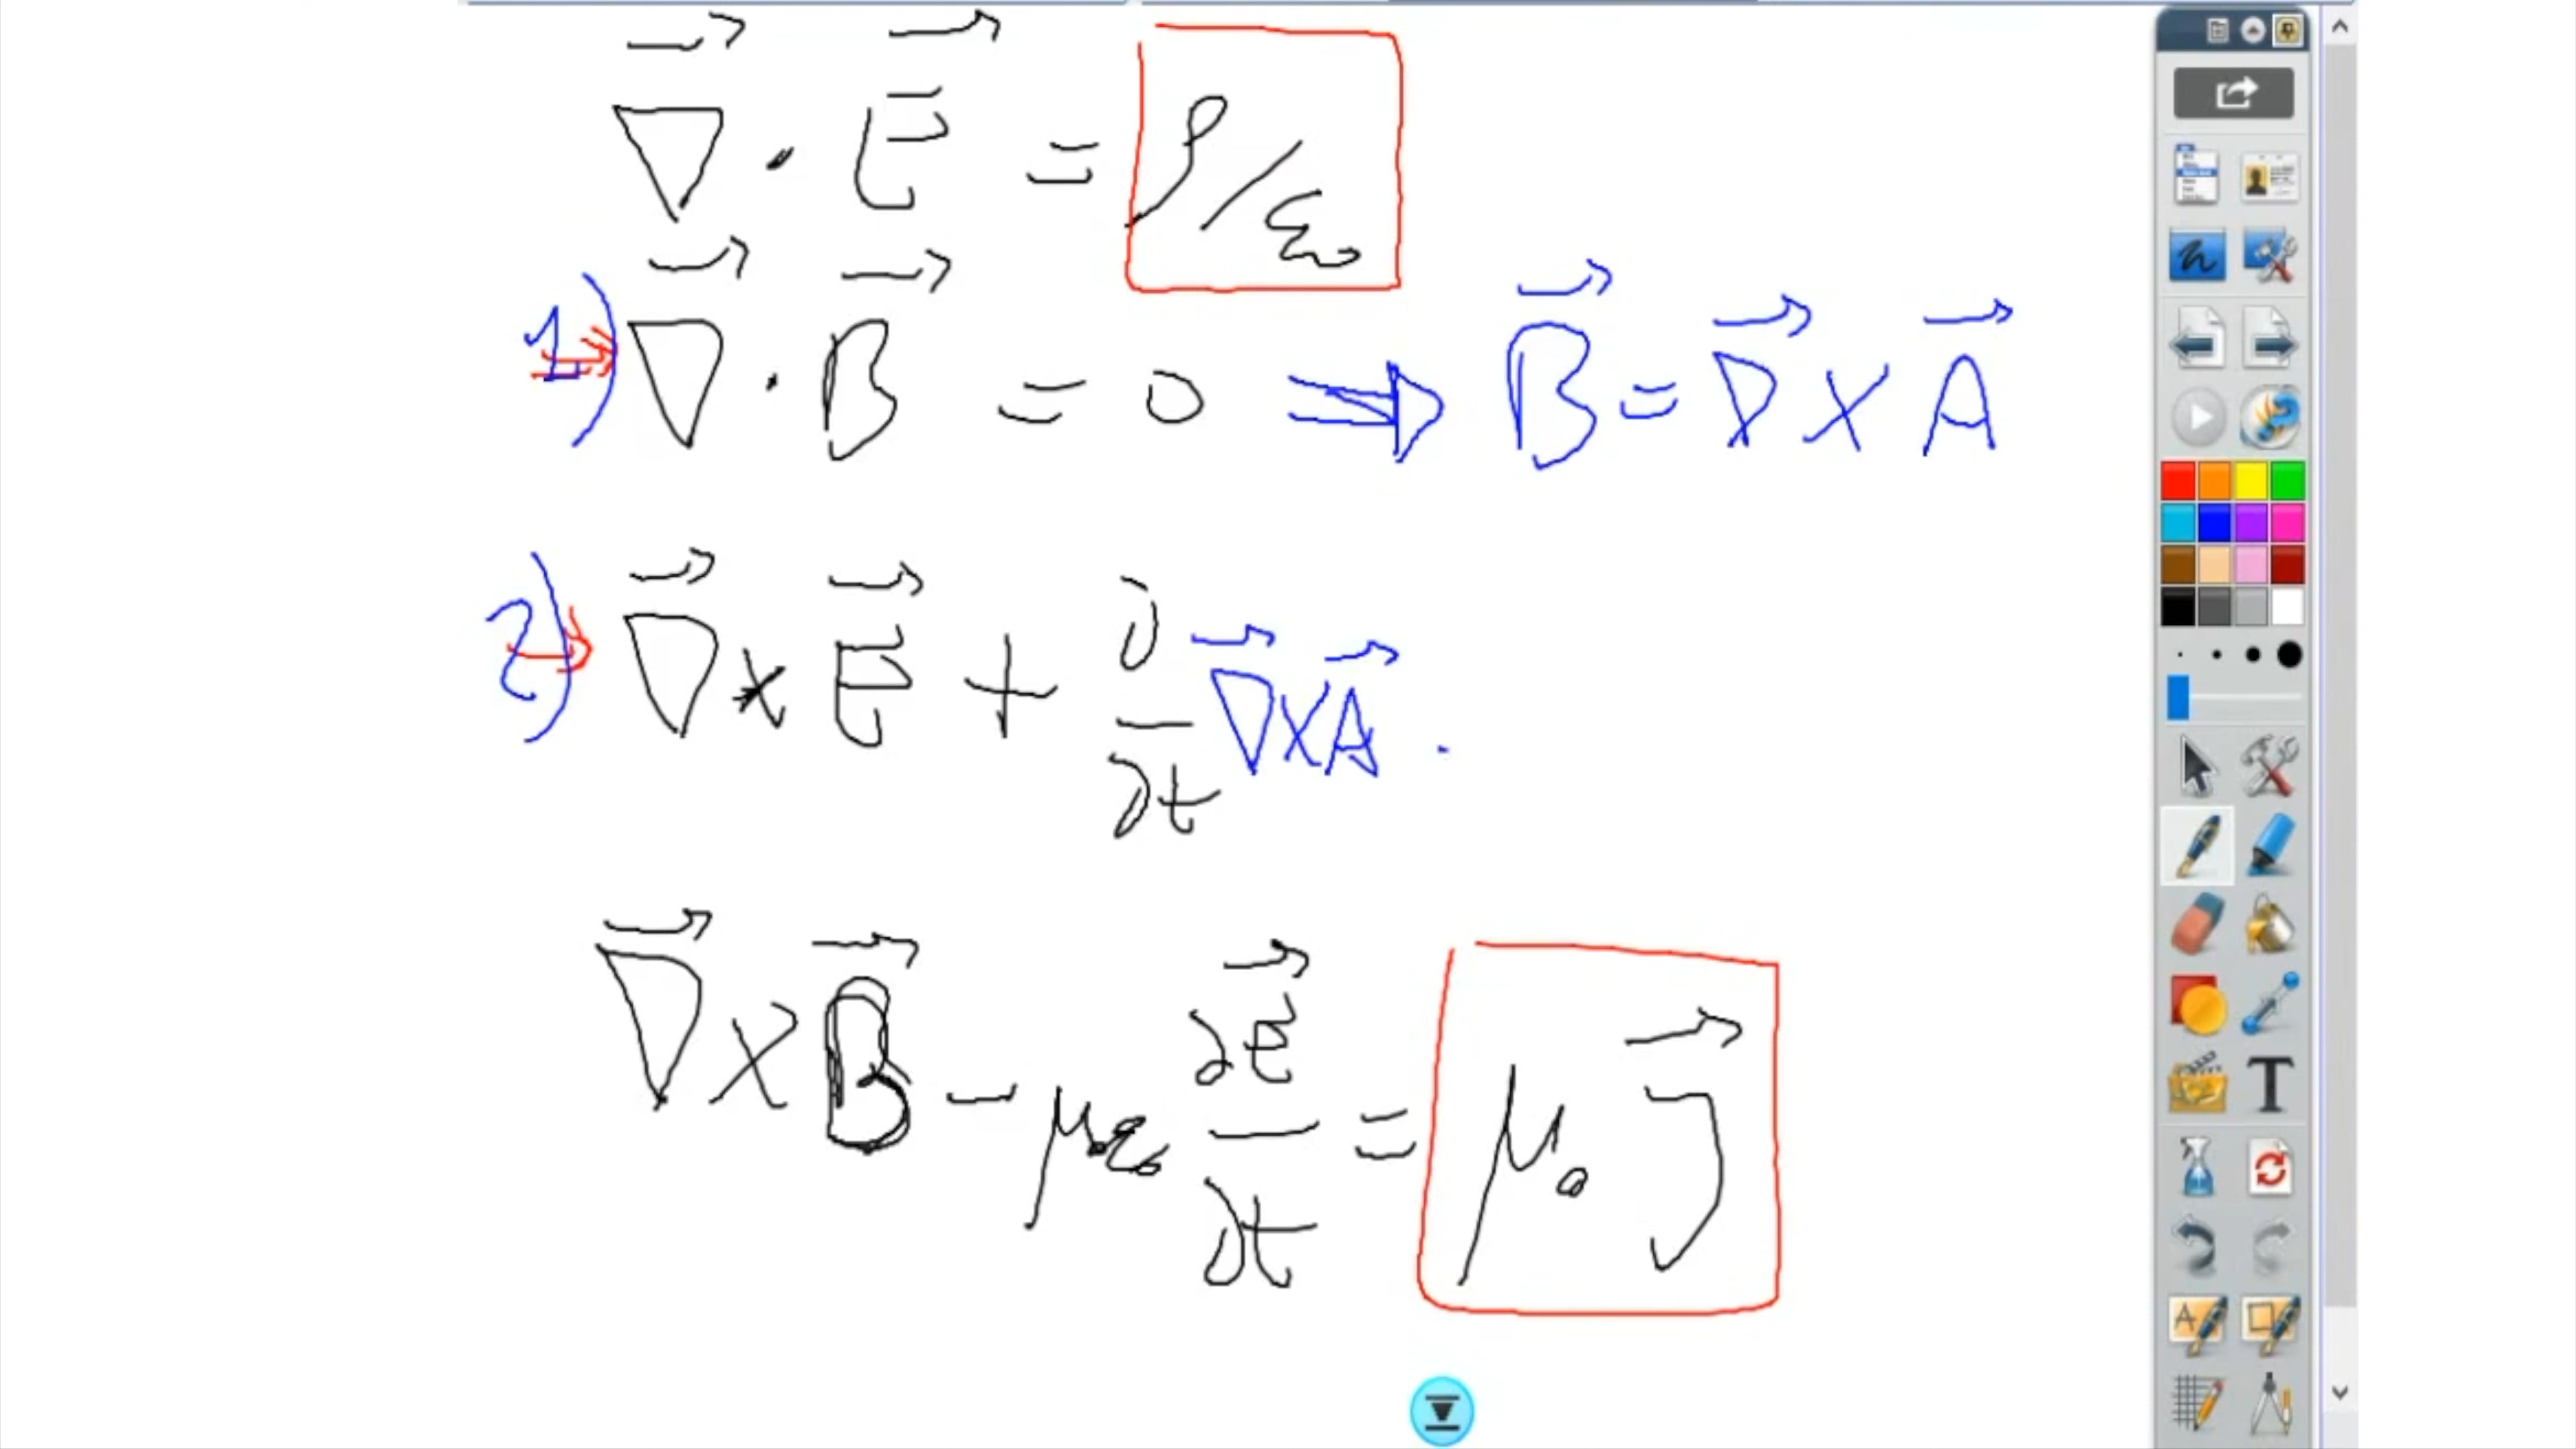 ∇⃗ · E⃗ = ρ/ε₀
1) ∇⃗ · B⃗ = 0 ⇒ B⃗ = ∇⃗ × A⃗
2) ∇⃗ × E⃗ + ∂/∂t ∇⃗ × A⃗ .
∇⃗ × B⃗ − μ₀ε₀ ∂E⃗/∂t = μ₀ J⃗